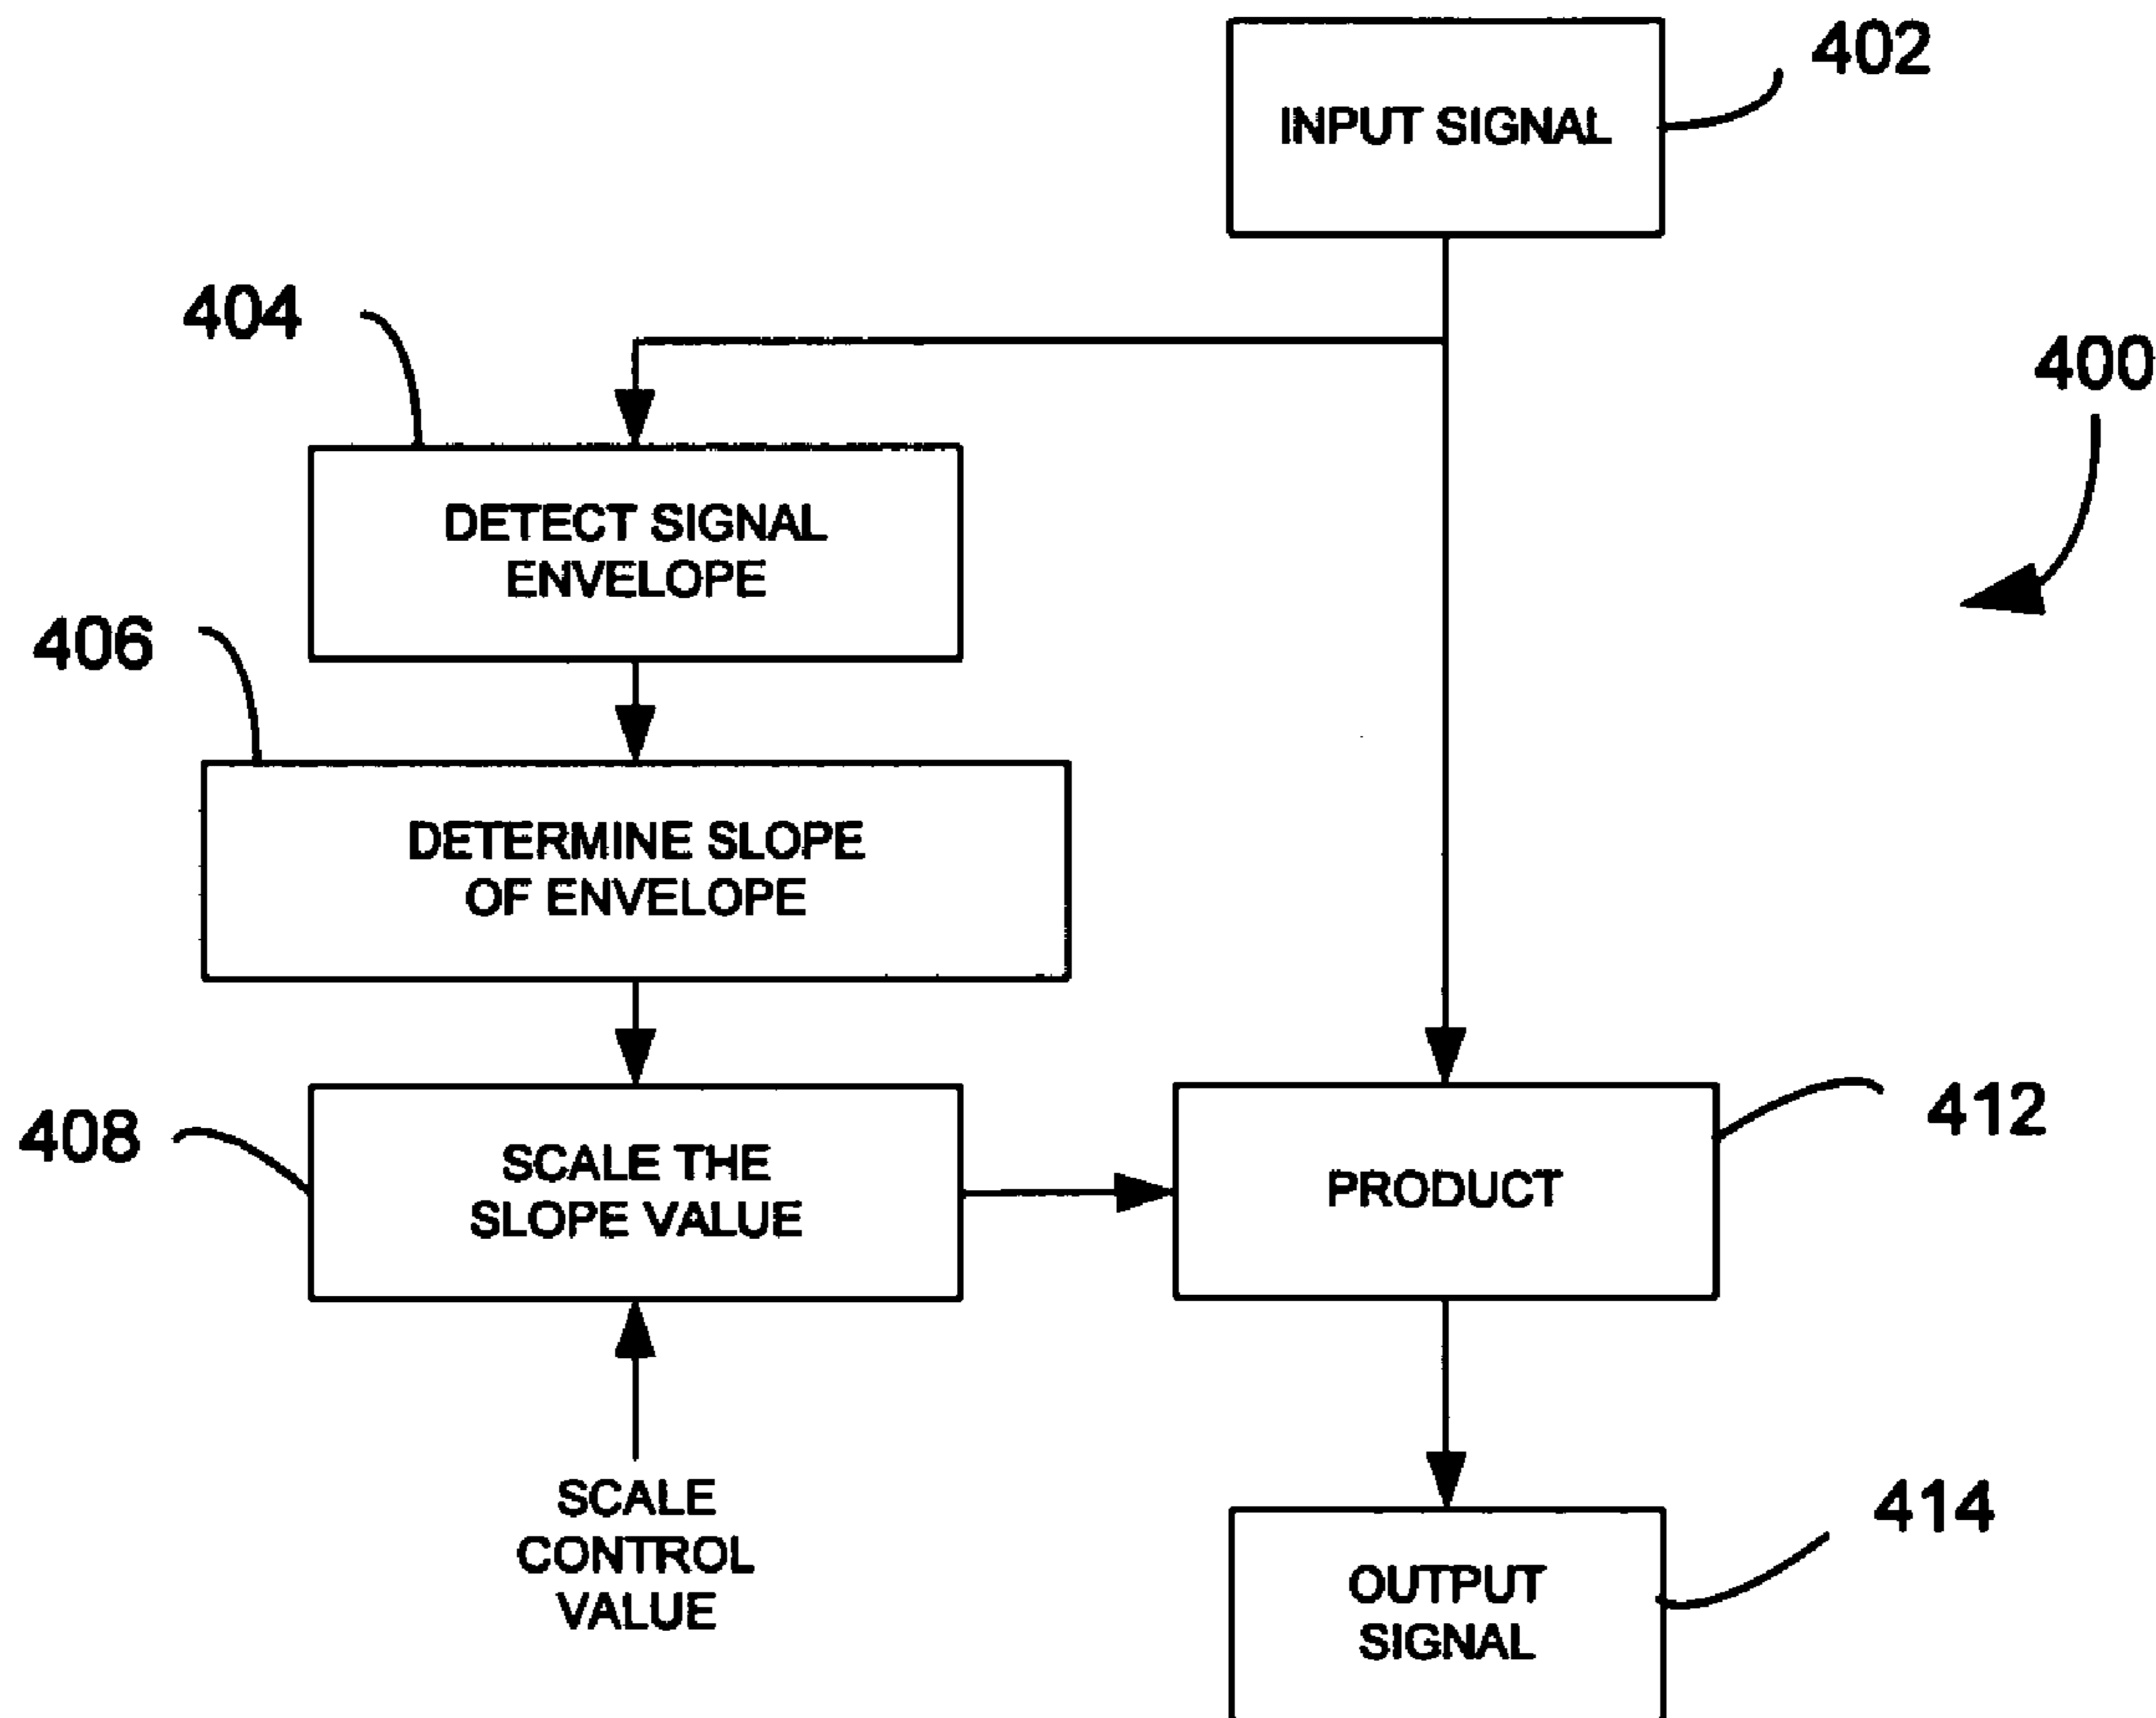 402
INPUT SIGNAL
404
400
DETECT SIGNAL
ENVELOPE
406
DETERMINE SLOPE
OF ENVELOPE
408
SCALE THE
SLOPE VALUE
PRODUCT
412
SCALE
CONTROL
VALUE
414
OUTPUT
SIGNAL